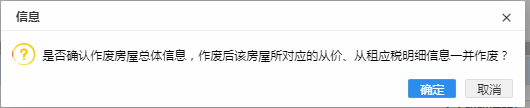 信息
是否确认作废房屋总体信息，作废后该房屋所对应的从价、从租应税明细信息一并作废？
确定
取消